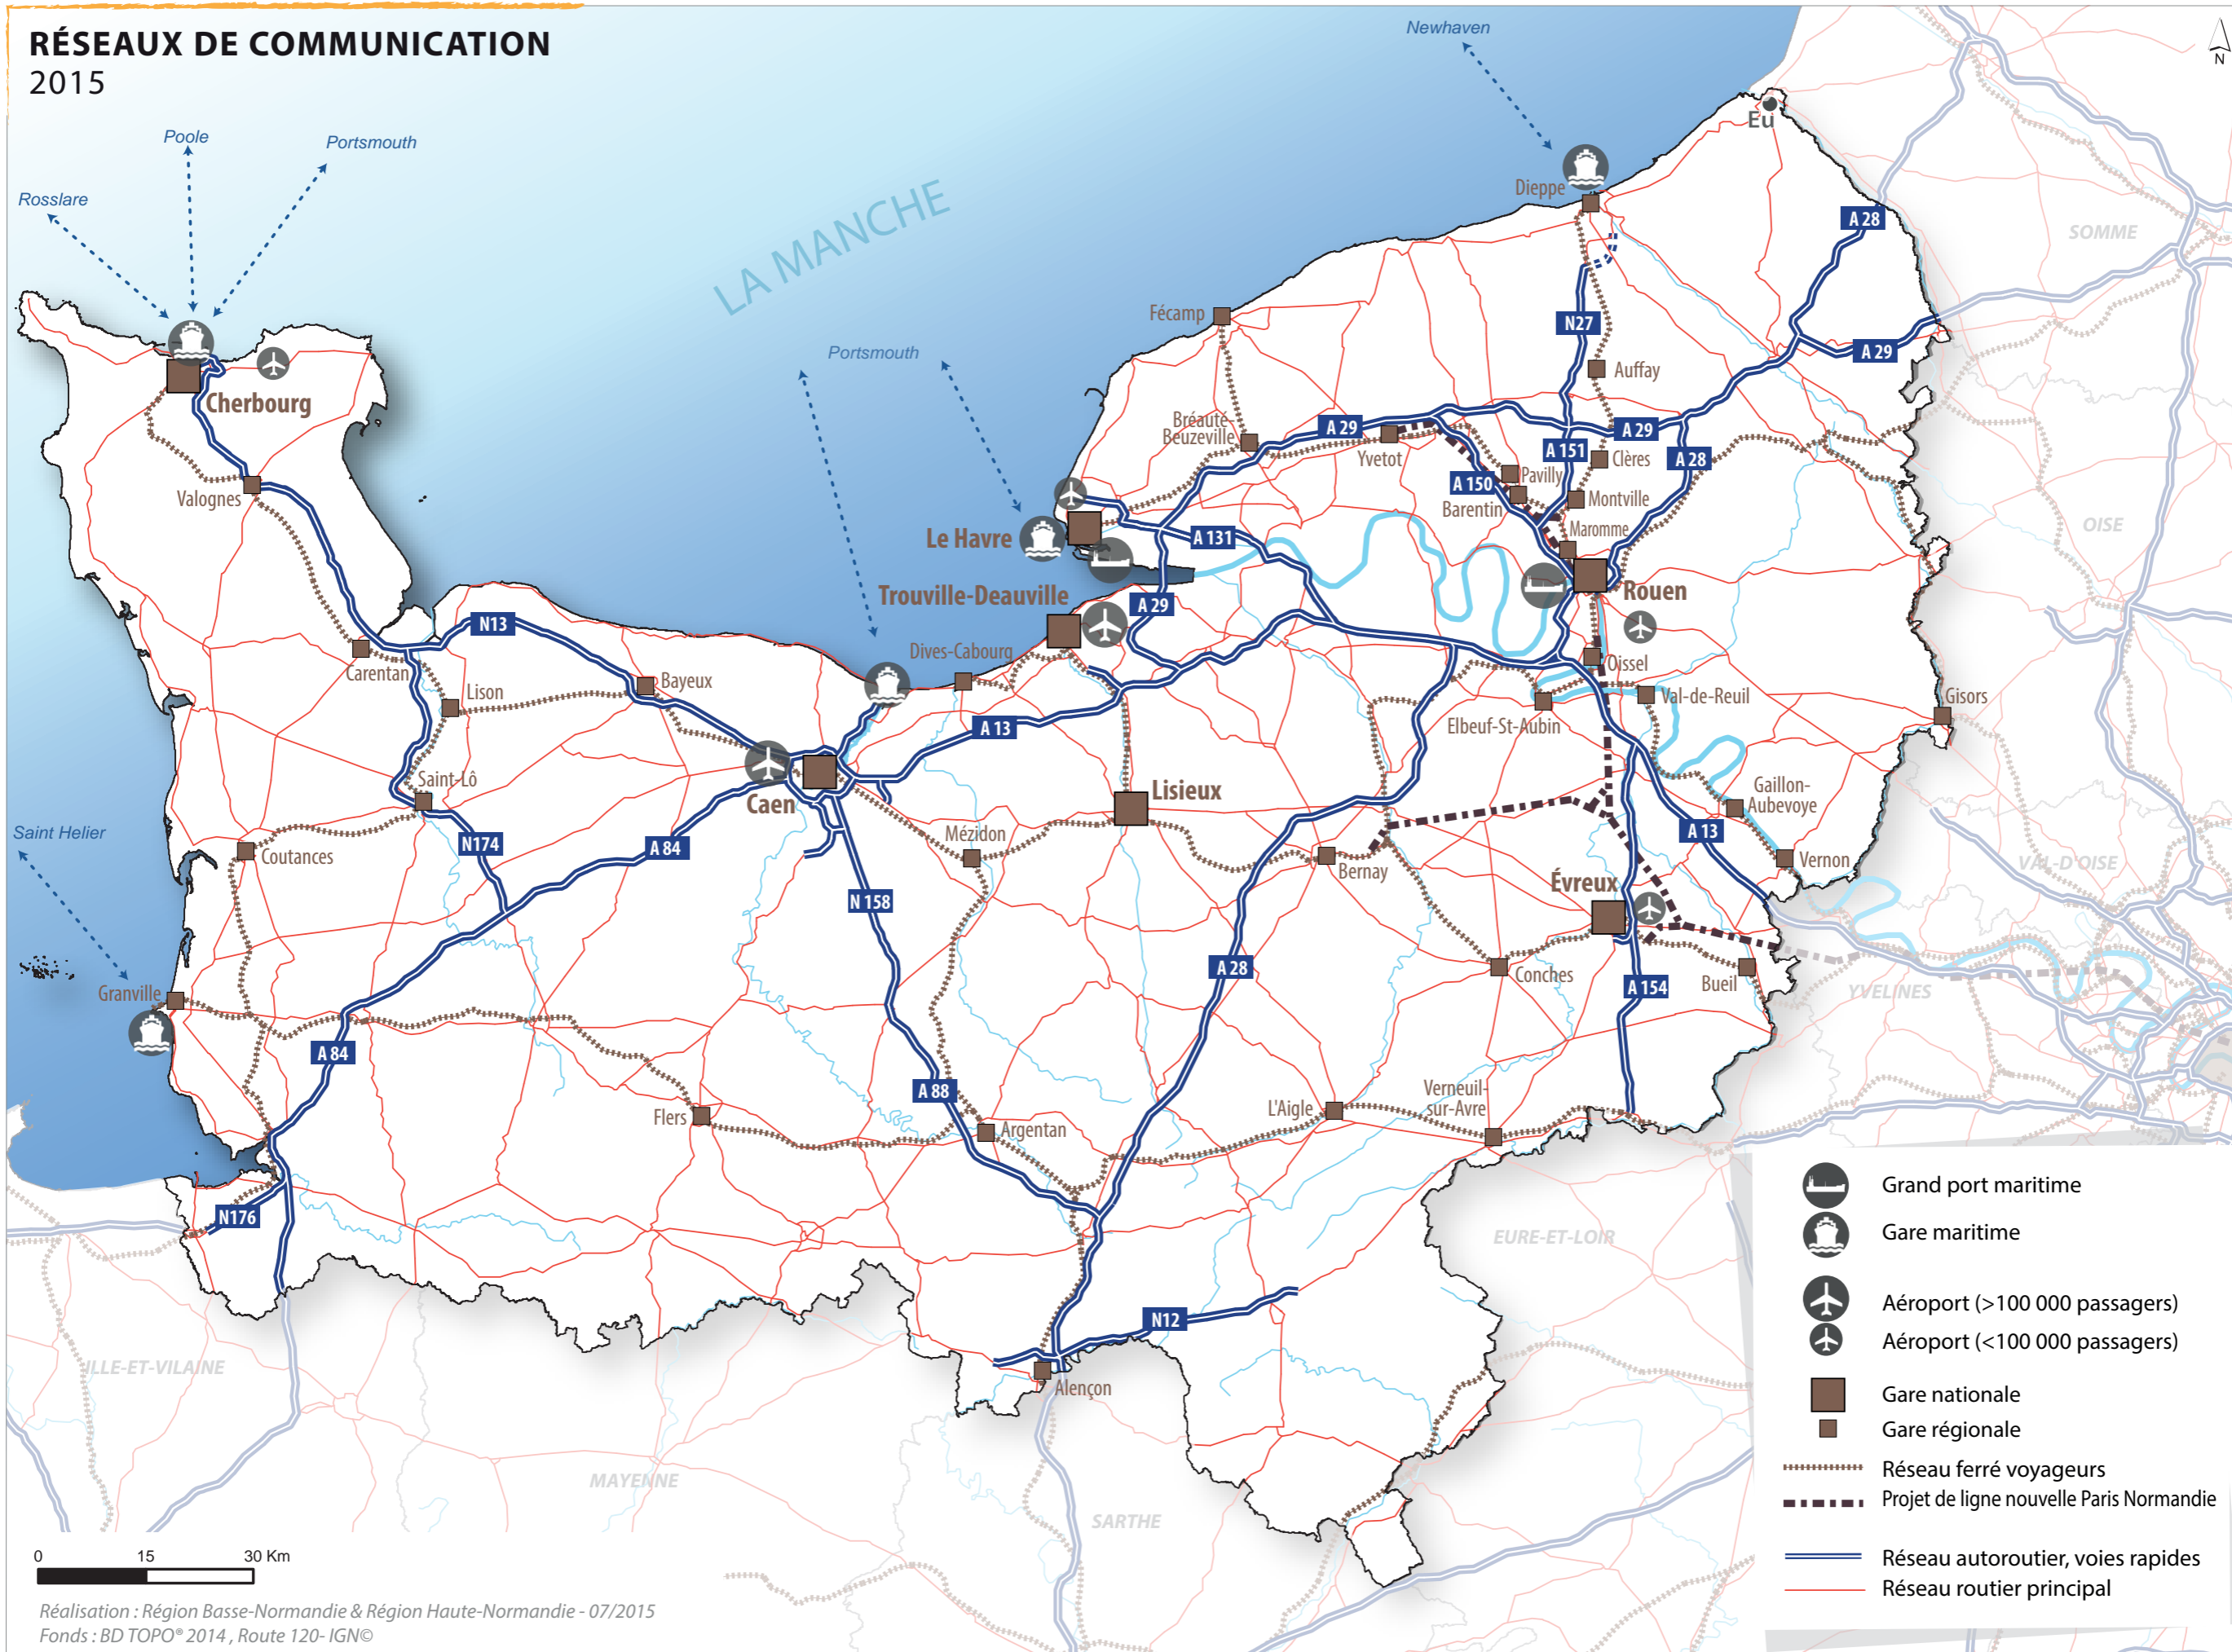 RÉSEAUX DE COMMUNICATION
2015
Newhaven
N
Eu
Poole
Portsmouth
Rosslare
Dieppe
A 28
SOMME
LA MANCHE
Fécamp
N27
Portsmouth
A 29
Auffay
Cherbourg
Bréauté-
Beuzeville
A 29
A 29
Yvetot
A 151
Clères
A 28
Pavilly
A 150
Valognes
Montville
Barentin
OISE
Maromme
Le Havre
A 131
Rouen
Trouville-Deauville
A 29
N13
Dives-Cabourg
Oissel
Carentan
Bayeux
Lison
Val-de-Reuil
Gisors
A 13
Elbeuf-St-Aubin
Saint-Lô
Lisieux
Gaillon-
Aubevoye
Caen
Saint Helier
Mézidon
A 13
N174
A 84
Coutances
Vernon
VAL-D'OISE
Bernay
Évreux
N 158
A 28
Conches
Bueil
A 154
YVELINES
Granville
A 84
A 88
Verneuil-
sur-Avre
L'Aigle
Flers
Argentan
N176
EURE-ET-LOIR
N12
ILLE-ET-VILAINE
Alençon
MAYENNE
SARTHE
Grand port maritime
Gare maritime
Aéroport (>100 000 passagers)
Aéroport (<100 000 passagers)
Gare nationale
Gare régionale
Réseau ferré voyageurs
Projet de ligne nouvelle Paris Normandie
Réseau autoroutier, voies rapides
Réseau routier principal
0 15 30 Km
Réalisation : Région Basse-Normandie & Région Haute-Normandie - 07/2015
Fonds : BD TOPO® 2014 , Route 120- IGN©